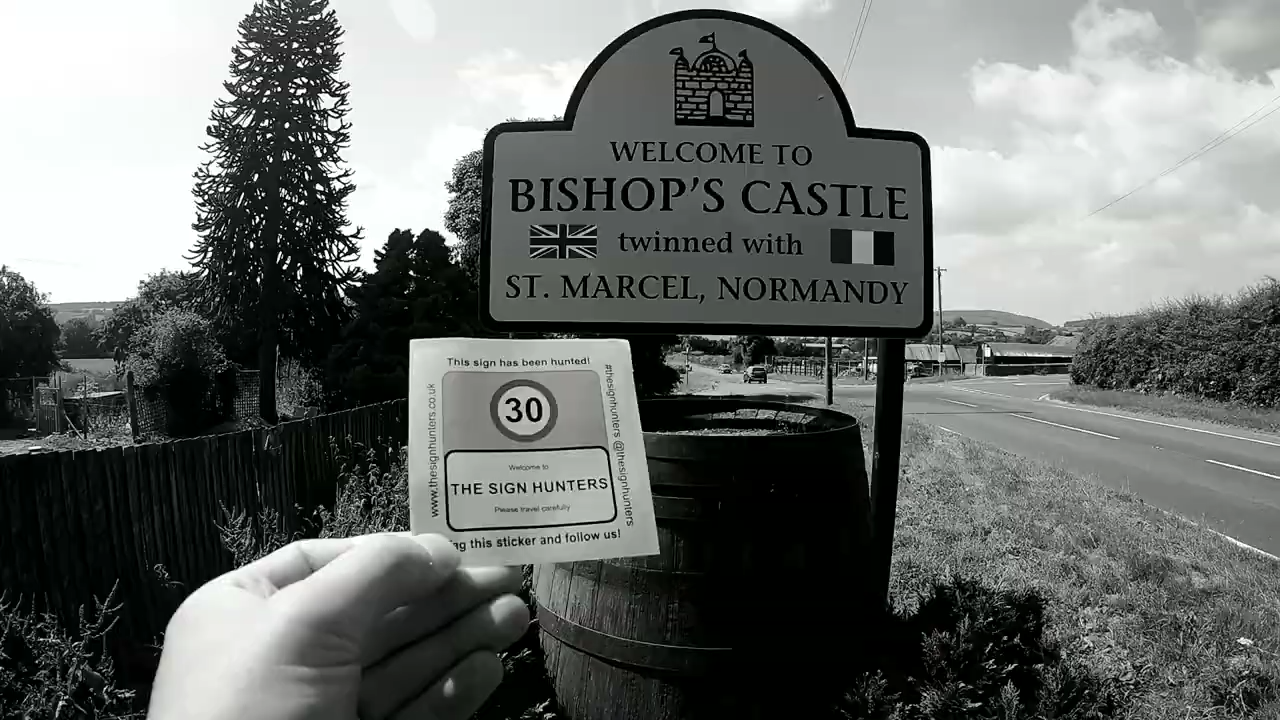 WELCOME TO
BISHOP'S CASTLE
twinned with
ST. MARCEL, NORMANDY
This sign has been hunted!
www.thesignhunters.co.uk
30
Welcome to
THE SIGN HUNTERS
Please travel carefully
#thesignhunters @thesignhunters
this sticker and follow us!